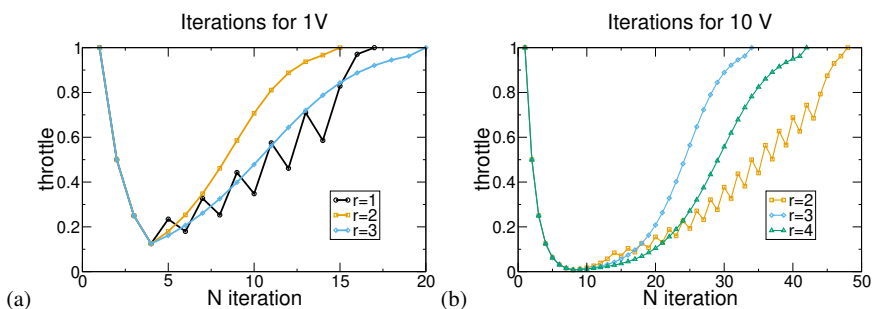 Iterations for 1V
Iterations for 10 V
1
0.8
0.6
0.4
0.2
0
throttle
0
5
10
15
20
N iteration
r=1
r=2
r=3
(a)
1
0.8
0.6
0.4
0.2
0
throttle
0
10
20
30
40
50
N iteration
r=2
r=3
r=4
(b)